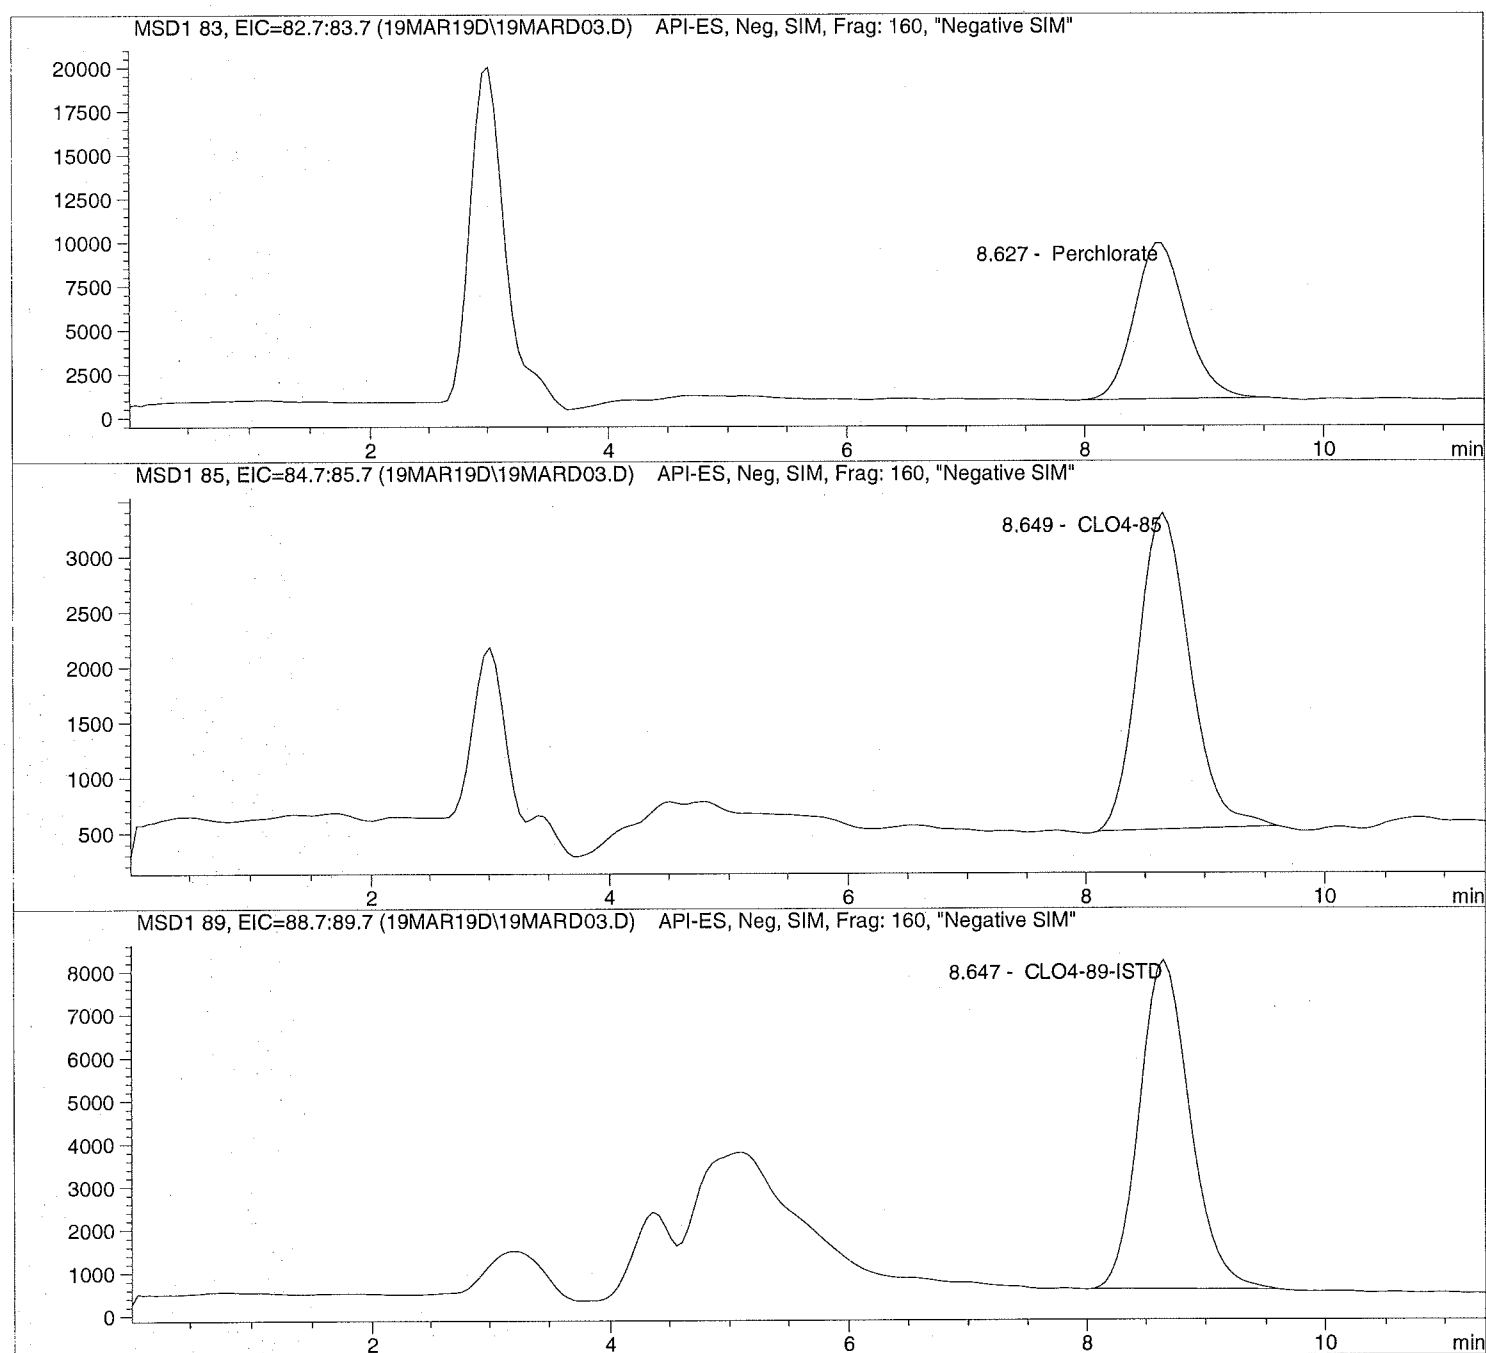 MSD1 83, EIC=82.7:83.7 (19MAR19D\19MARD03.D) API-ES, Neg, SIM, Frag: 160, "Negative SIM"
20000
17500
15000
12500
10000
7500
5000
2500
0
8.627 - Perchlorate
2 4 6 8 10 min
MSD1 85, EIC=84.7:85.7 (19MAR19D\19MARD03.D) API-ES, Neg, SIM, Frag: 160, "Negative SIM"
3000
2500
2000
1500
1000
500
8.649 - CLO4-85
2 4 6 8 10 min
MSD1 89, EIC=88.7:89.7 (19MAR19D\19MARD03.D) API-ES, Neg, SIM, Frag: 160, "Negative SIM"
8000
7000
6000
5000
4000
3000
2000
1000
0
8.647 - CLO4-89-ISTD
2 4 6 8 10 min